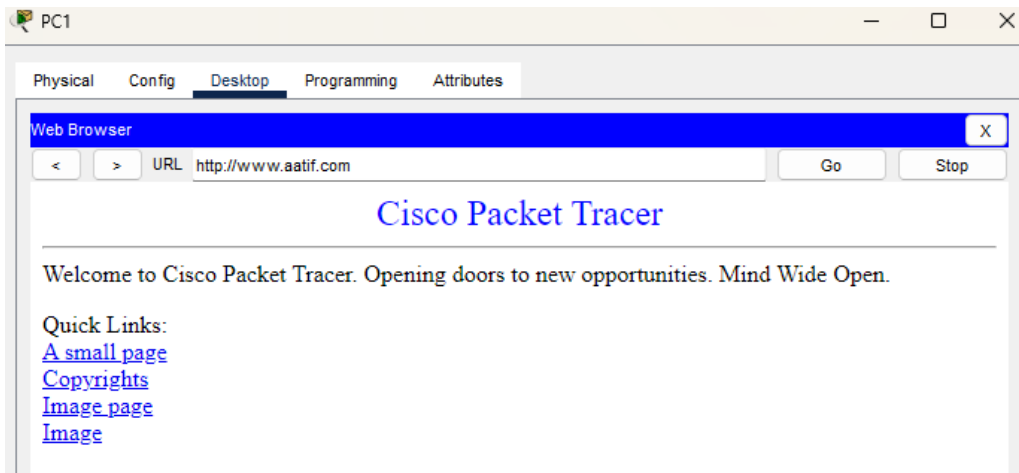 PC1
Physical Config Desktop Programming Attributes
Web Browser X
< > URL http://www.aatif.com Go Stop
Cisco Packet Tracer
Welcome to Cisco Packet Tracer. Opening doors to new opportunities. Mind Wide Open.
Quick Links:
A small page
Copyrights
Image page
Image